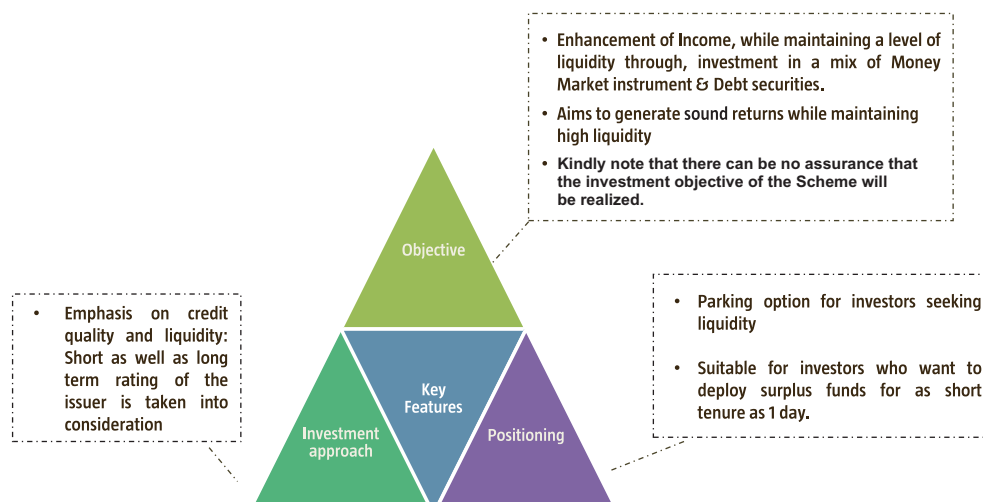 • Enhancement of Income, while maintaining a level of
liquidity through, investment in a mix of Money
Market instrument & Debt securities.
• Aims to generate sound returns while maintaining
high liquidity
• Kindly note that there can be no assurance that
the investment objective of the Scheme will
be realized.
Objective
• Emphasis on credit
quality and liquidity:
Short as well as long
term rating of the
issuer is taken into
consideration
Key
Features
Investment
approach
Positioning
• Parking option for investors seeking
liquidity
• Suitable for investors who want to
deploy surplus funds for as short
tenure as 1 day.